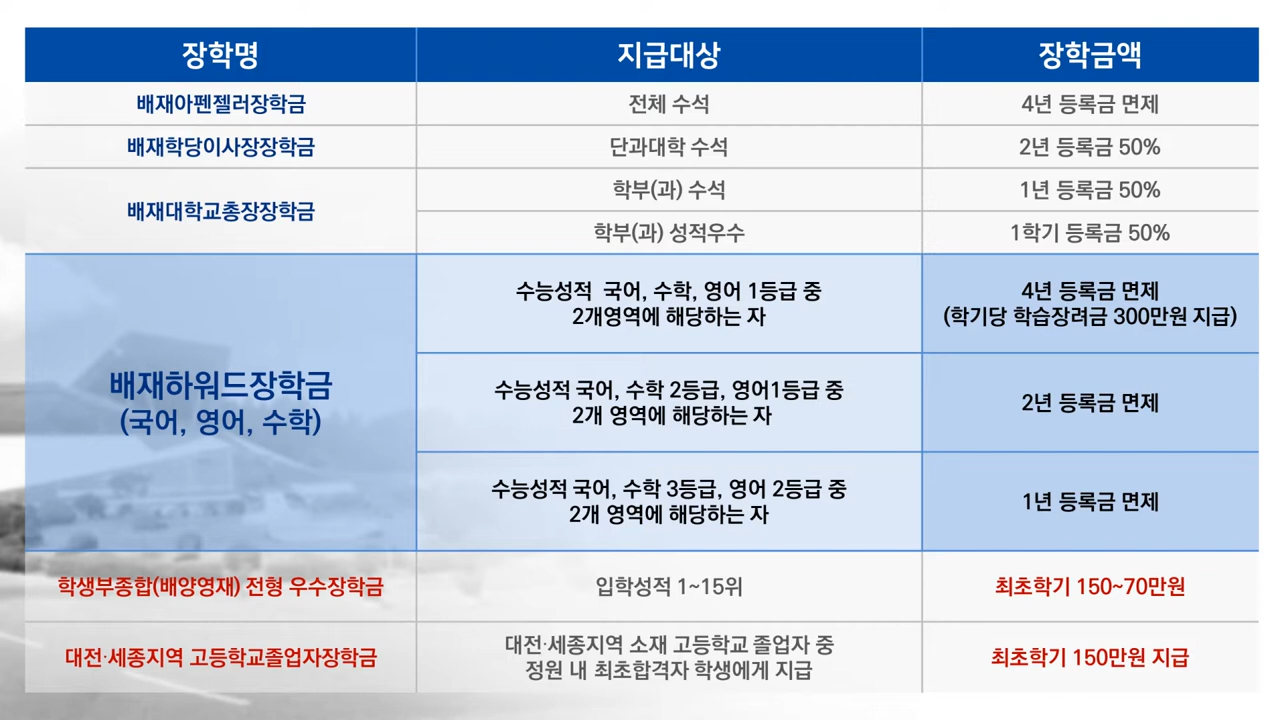 장학명 지급대상 장학금액
배재아펜젤러장학금 전체 수석 4년 등록금 면제
배재학당이사장장학금 단과대학 수석 2년 등록금 50%
배재대학교총장장학금
학부(과) 수석 1년 등록금 50%
학부(과) 성적우수 1학기 등록금 50%
배재하워드장학금
(국어, 영어, 수학)
수능성적 국어, 수학, 영어 1등급 중
2개영역에 해당하는 자
4년 등록금 면제
(학기당 학습장려금 300만원 지급)
수능성적 국어, 수학 2등급, 영어1등급 중
2개 영역에 해당하는 자
2년 등록금 면제
수능성적 국어, 수학 3등급, 영어 2등급 중
2개 영역에 해당하는 자
1년 등록금 면제
학생부종합(배양영재) 전형 우수장학금 입학성적 1~15위 최초학기 150~70만원
대전·세종지역 고등학교졸업자장학금
대전·세종지역 소재 고등학교 졸업자 중
정원 내 최초합격자 학생에게 지급
최초학기 150만원 지급